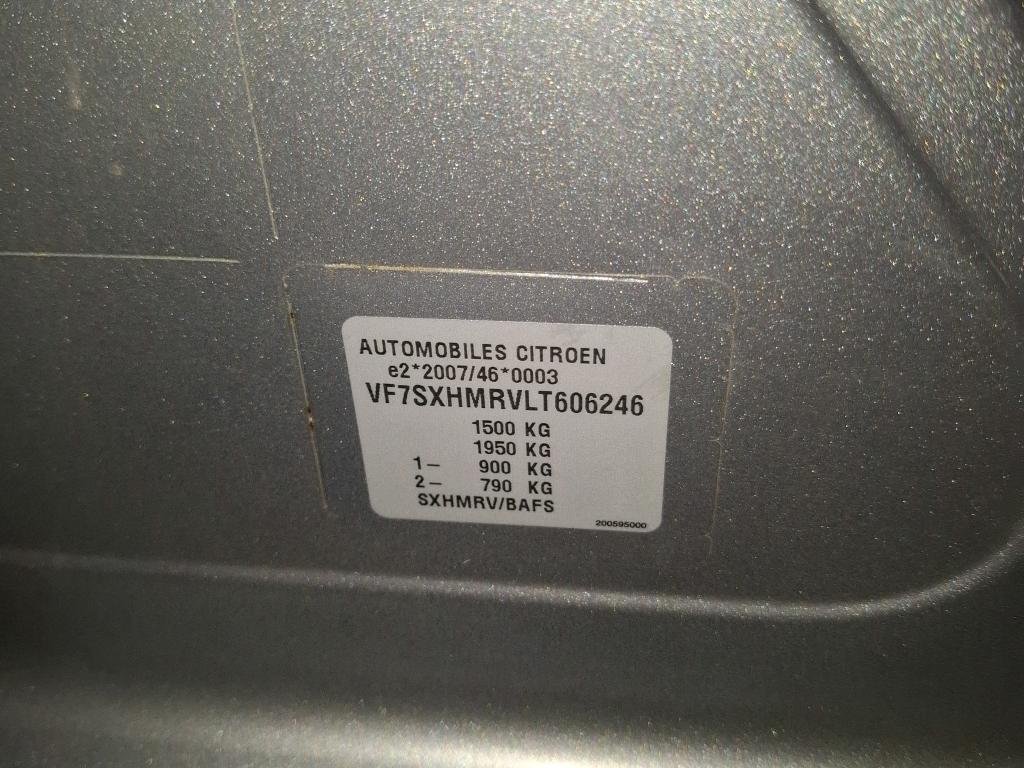 AUTOMOBILES CITROEN
e2*2007/46*0003
VF7SXHMRVLT606246
1500 KG
1950 KG
1- 900 KG
2- 790 KG
SXHMRV/BAFS
200595000